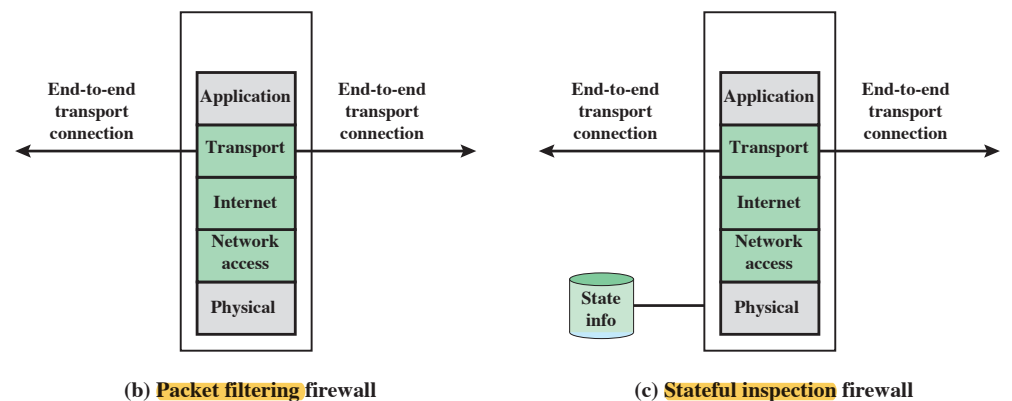 End-to-end
transport
connection
Application
Transport
Internet
Network
access
Physical
End-to-end
transport
connection
(b) Packet filtering firewall
End-to-end
transport
connection
Application
Transport
Internet
Network
access
Physical
End-to-end
transport
connection
State
info
(c) Stateful inspection firewall